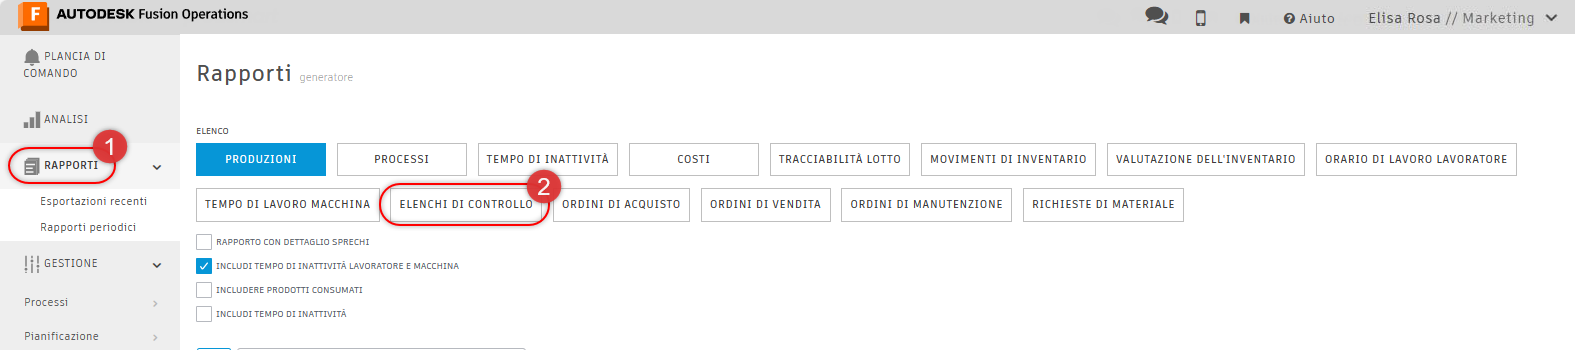 F AUTODESK Fusion Operations
Aiuto
Elisa Rosa // Marketing
PLANCIA DI
COMANDO
ANALISI
RAPPORTI
1
Esportazioni recenti
Rapporti periodici
GESTIONE
Processi
Pianificazione
Rapporti generatore
ELENCO
PRODUZIONI PROCESSI TEMPO DI INATTIVITÀ COSTI TRACCIABILITÀ LOTTO MOVIMENTI DI INVENTARIO VALUTAZIONE DELL'INVENTARIO ORARIO DI LAVORO LAVORATORE
2
TEMPO DI LAVORO MACCHINA ELENCHI DI CONTROLLO ORDINI DI ACQUISTO ORDINI DI VENDITA ORDINI DI MANUTENZIONE RICHIESTE DI MATERIALE
RAPPORTO CON DETTAGLIO SPRECHI
INCLUDI TEMPO DI INATTIVITÀ LAVORATORE E MACCHINA
INCLUDERE PRODOTTI CONSUMATI
INCLUDI TEMPO DI INATTIVITÀ